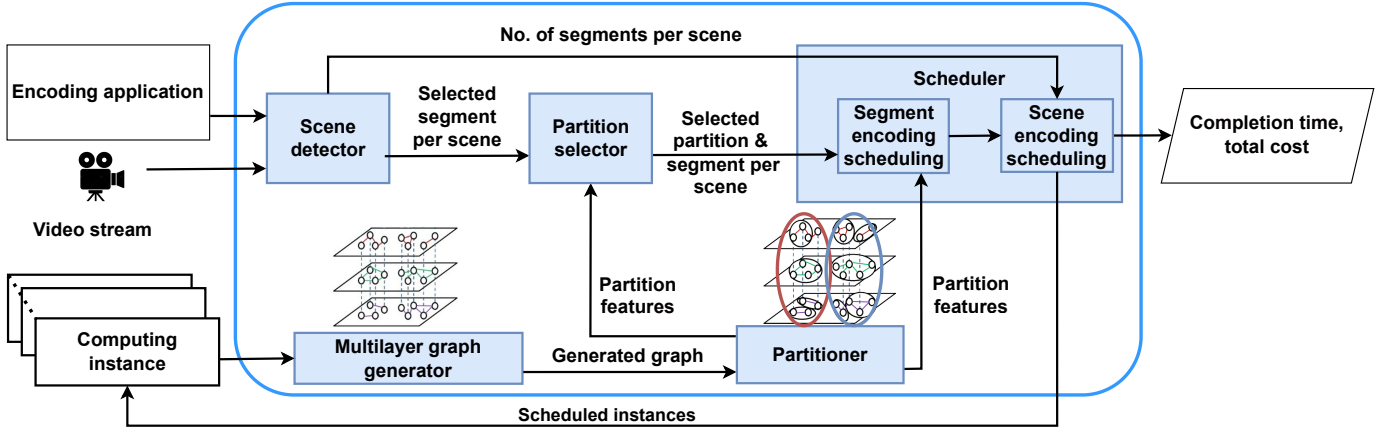 No. of segments per scene
Encoding application
Scheduler
Scene
detector
Selected
segment
per scene
Partition
selector
Selected
partition &
segment per
scene
Segment
encoding
scheduling
Scene
encoding
scheduling
Completion time,
total cost
Video stream
Partition
features
Partition
features
Computing
instance
Multilayer graph
generator
Generated graph
Partitioner
Scheduled instances